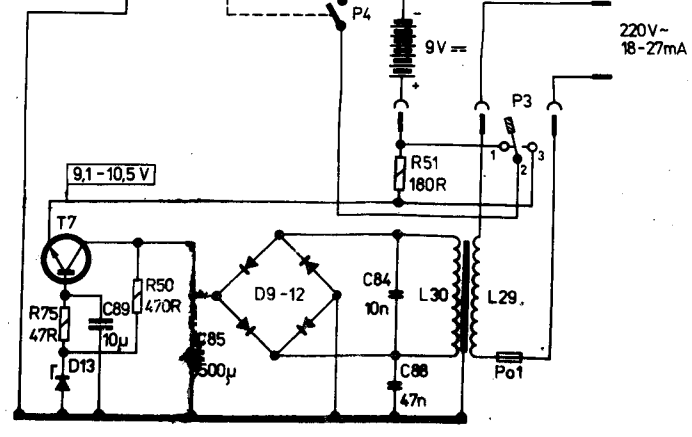 P4
9V
-
+
220V~
18-27mA
P3
1
2
3
R51
180R
9,1-10,5 V
T7
R50
470R
R75
47R
C89
10µ
D13
C85
500µ
D9-12
C84
10n
L30
L29
C88
47n
Po1